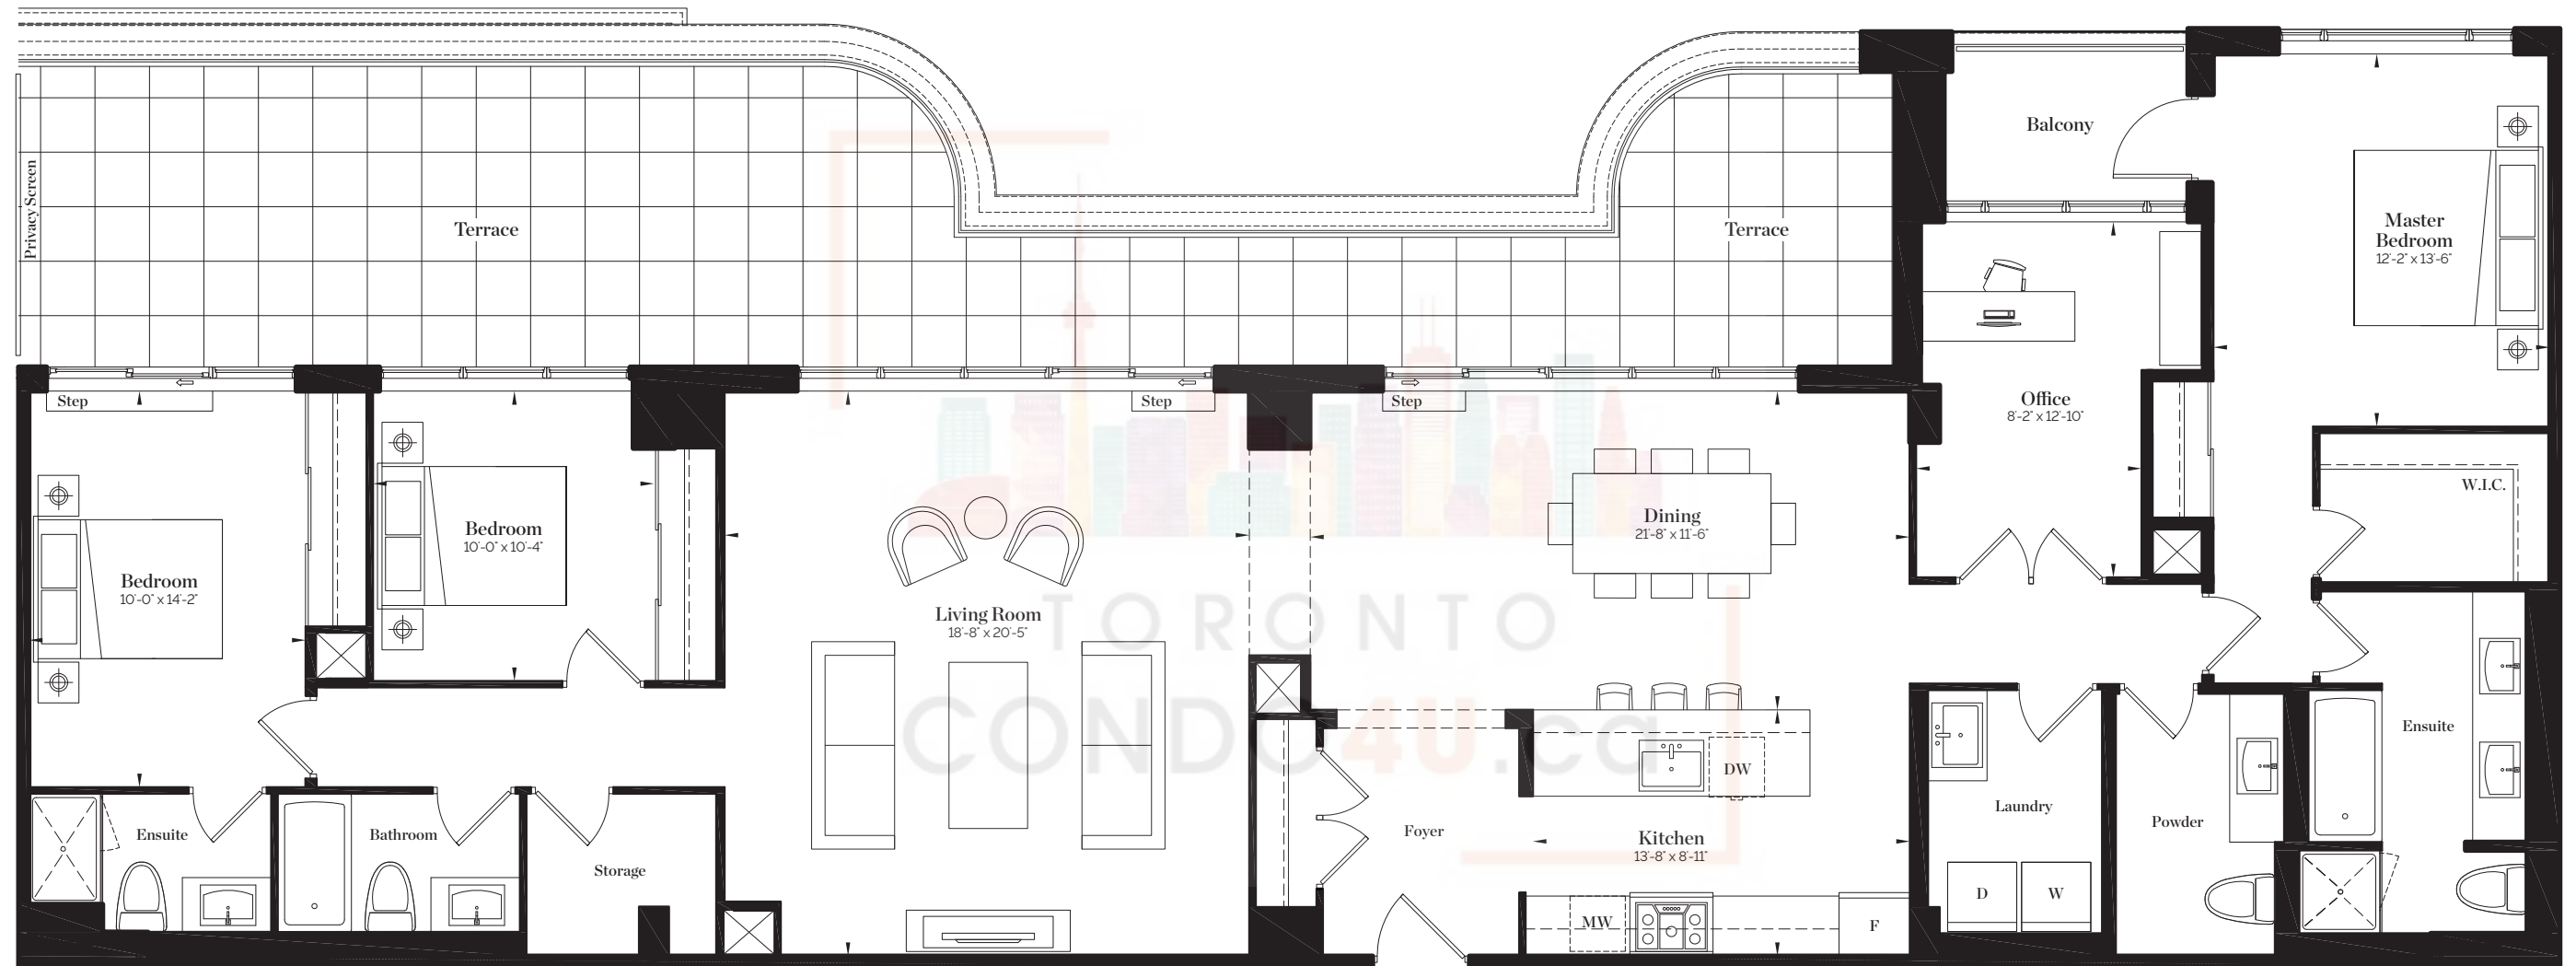 Balcony
Privacy Screen
Terrace
Terrace
Master
Bedroom
12'-2" x 13'-6"
Step
Step
Step
Office
8'-2" x 12'-10"
W.I.C.
Bedroom
10'-0" x 10'-4"
Dining
21'-8" x 11'-6"
Bedroom
10'-0" x 14'-2"
Living Room
18'-8" x 20'-5"
TORONTO
CONDO4U.ca
Ensuite
DW
Laundry
Powder
Ensuite
Bathroom
Foyer
Kitchen
13'-8" x 8'-11"
Storage
D
W
MW
F